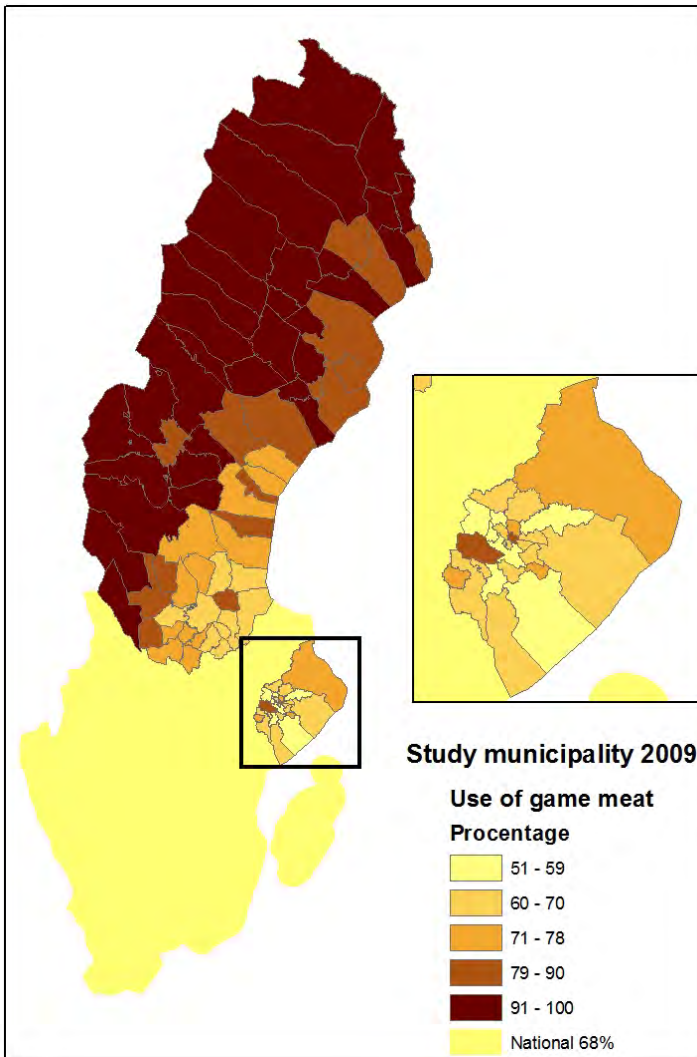 Study municipality 2009
Use of game meat
Procentage
51 - 59
60 - 70
71 - 78
79 - 90
91 - 100
National 68%